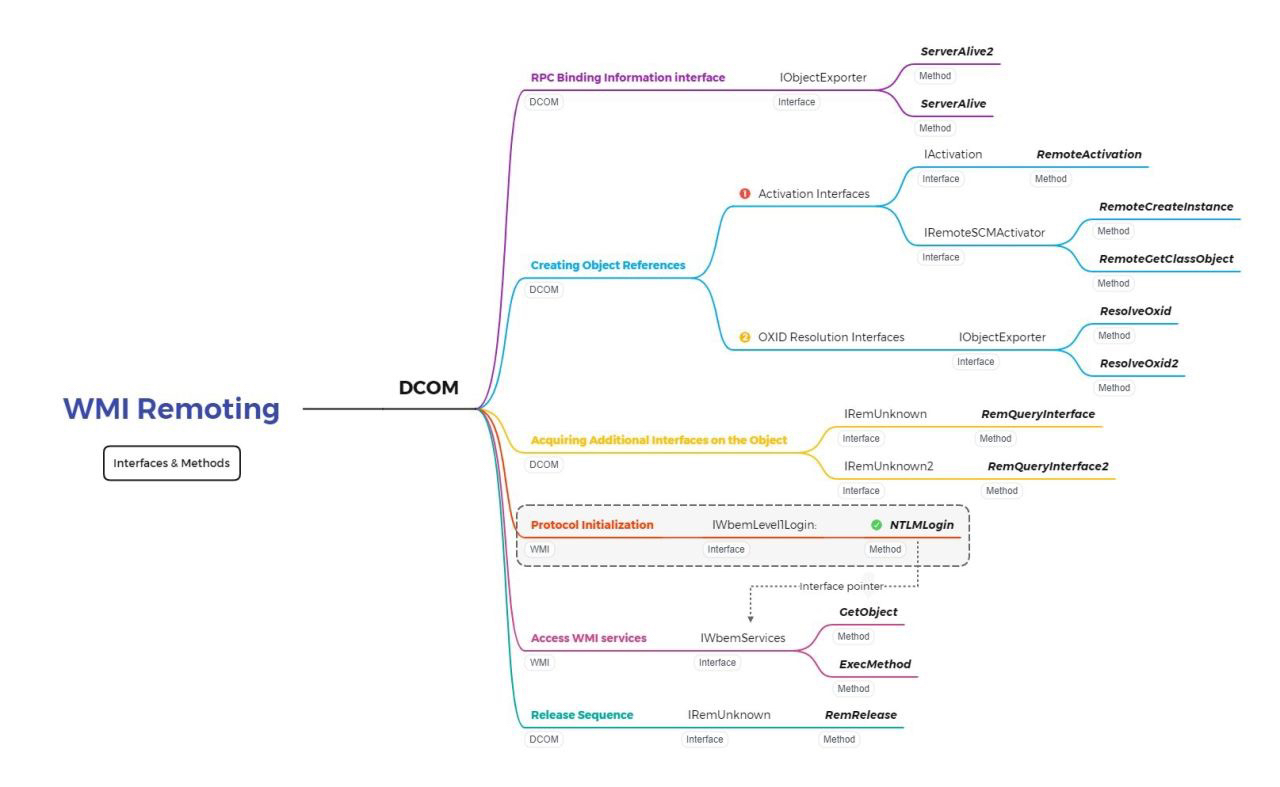 WMI Remoting
Interfaces & Methods
DCOM
RPC Binding Information interface
DCOM
IObjectExporter
Interface
ServerAlive2
Method
ServerAlive
Method
Creating Object References
DCOM
1 Activation Interfaces
IActivation
Interface
RemoteActivation
Method
IRemoteSCMActivator
Interface
RemoteCreateInstance
Method
RemoteGetClassObject
Method
2 OXID Resolution Interfaces
IObjectExporter
Interface
ResolveOxid
Method
ResolveOxid2
Method
Acquiring Additional Interfaces on the Object
DCOM
IRemUnknown
Interface
RemQueryInterface
Method
IRemUnknown2
Interface
RemQueryInterface2
Method
Protocol Initialization
WMI
IWbemLevel1Login:
Interface
NTLMLogin
Method
Interface pointer
Access WMI services
WMI
IWbemServices
Interface
GetObject
Method
ExecMethod
Method
Release Sequence
DCOM
IRemUnknown
Interface
RemRelease
Method